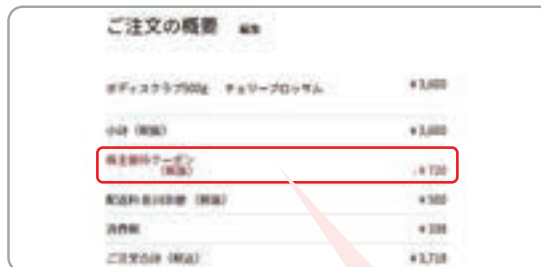 ご注文の概要 編集
ボディスクラブ500g チェリーブロッサム ¥3,600
小計 (税抜) ¥3,600
株主優待クーポン -¥720
(税抜)
配送料 (税抜) ¥500
消費税 ¥338
ご注文合計 (税込) ¥3,718